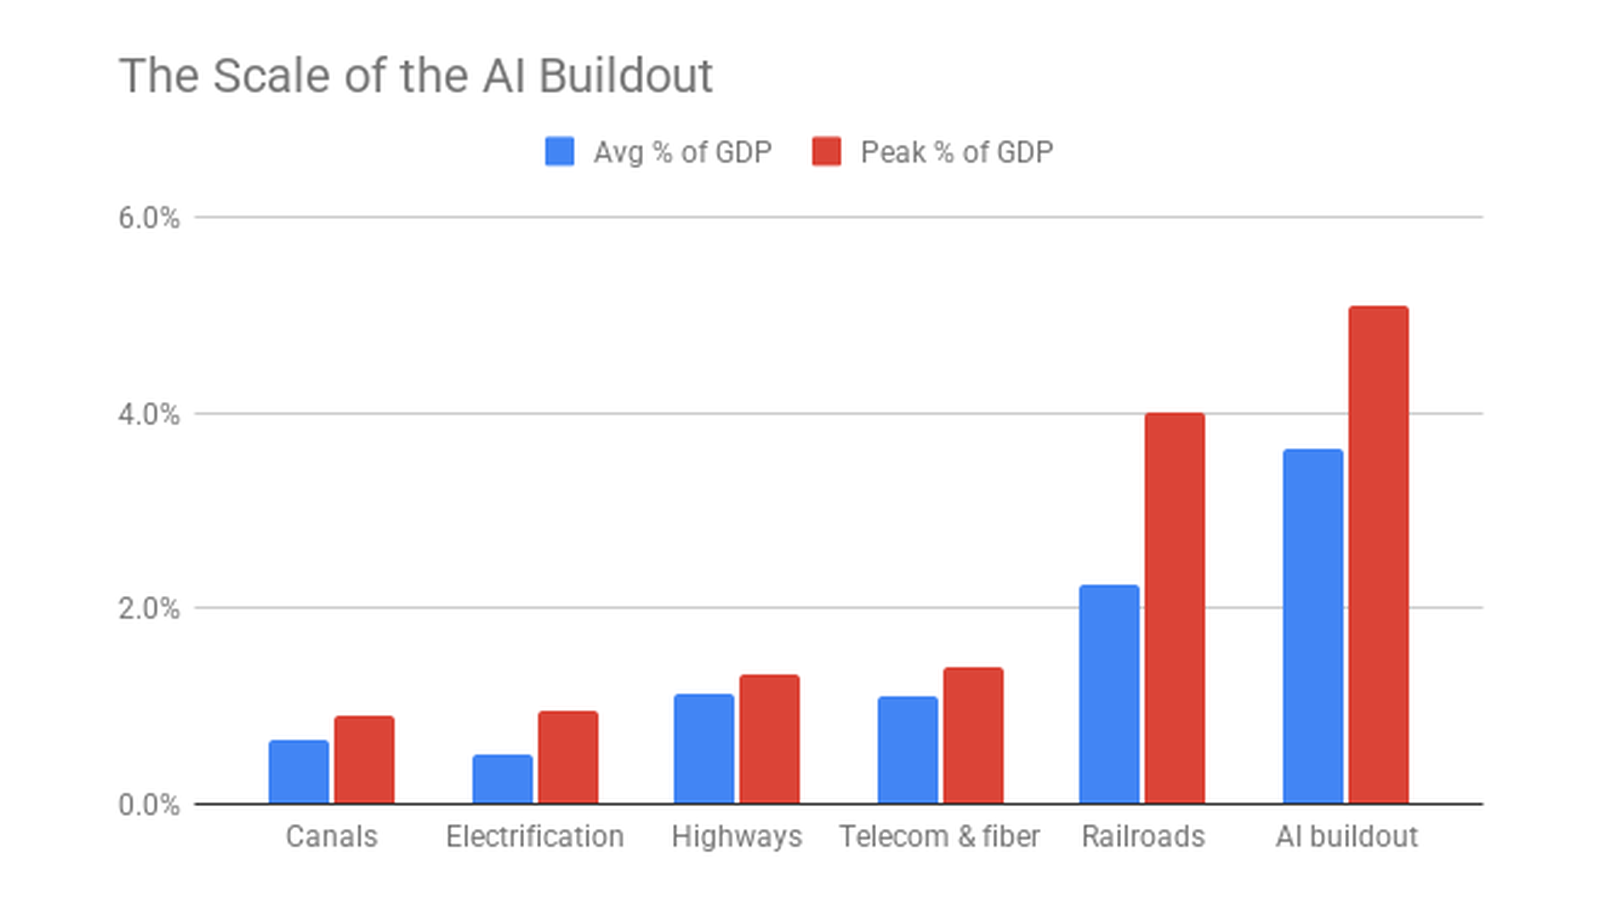 The Scale of the AI Buildout
Avg % of GDP Peak % of GDP
6.0%
4.0%
2.0%
0.0%
Canals Electrification Highways Telecom & fiber Railroads AI buildout